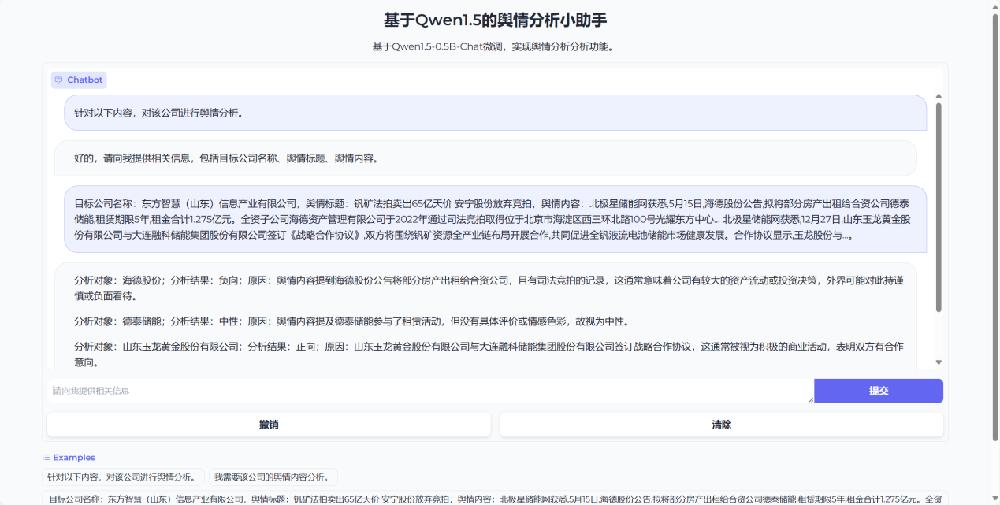 基于Qwen1.5的舆情分析小助手
基于Qwen1.5-0.5B-Chat微调，实现舆情分析分析功能。
Chatbot
针对以下内容，对该公司进行舆情分析。
好的，请向我提供相关信息，包括目标公司名称、舆情标题、舆情内容。
目标公司名称：东方智慧（山东）信息产业有限公司，舆情标题：钒矿法拍卖出65亿天价 安宁股份放弃竞拍，舆情内容：北极星储能网获悉,5月15日,海德股份公告,拟将部分房产出租给合资公司德泰
储能,租赁期限5年,租金合计1.275亿元。全资子公司海德资产管理有限公司于2022年通过司法竞拍取得位于北京市海淀区西三环北路100号光耀东方中心... 北极星储能网获悉,12月27日,山东玉龙黄金股
份有限公司与大连融科储能集团股份有限公司签订《战略合作协议》,双方将围绕钒矿资源全产业链布局开展合作,共同促进全钒液流电池储能市场健康发展。合作协议显示,玉龙股份与...。
分析对象：海德股份；分析结果：负向；原因：舆情内容提到海德股份公告将部分房产出租给合资公司，且有司法竞拍的记录，这通常意味着公司有较大的资产流动或投资决策，外界可能对此持谨
慎或负面看待。
分析对象：德泰储能；分析结果：中性；原因：舆情内容提及德泰储能参与了租赁活动，但没有具体评价或情感色彩，故视为中性。
分析对象：山东玉龙黄金股份有限公司；分析结果：正向；原因：山东玉龙黄金股份有限公司与大连融科储能集团股份有限公司签订战略合作协议，这通常被视为积极的商业活动，表明双方有合作
意向。
请向我提供相关信息
提交
撤销
清除
Examples
针对以下内容，对该公司进行舆情分析。
我需要该公司的舆情内容分析。
目标公司名称：东方智慧（山东）信息产业有限公司，舆情标题：钒矿法拍卖出65亿天价 安宁股份放弃竞拍，舆情内容：北极星储能网获悉,5月15日,海德股份公告,拟将部分房产出租给合资公司德泰储能,租赁期限5年,租金合计1.275亿元。全资